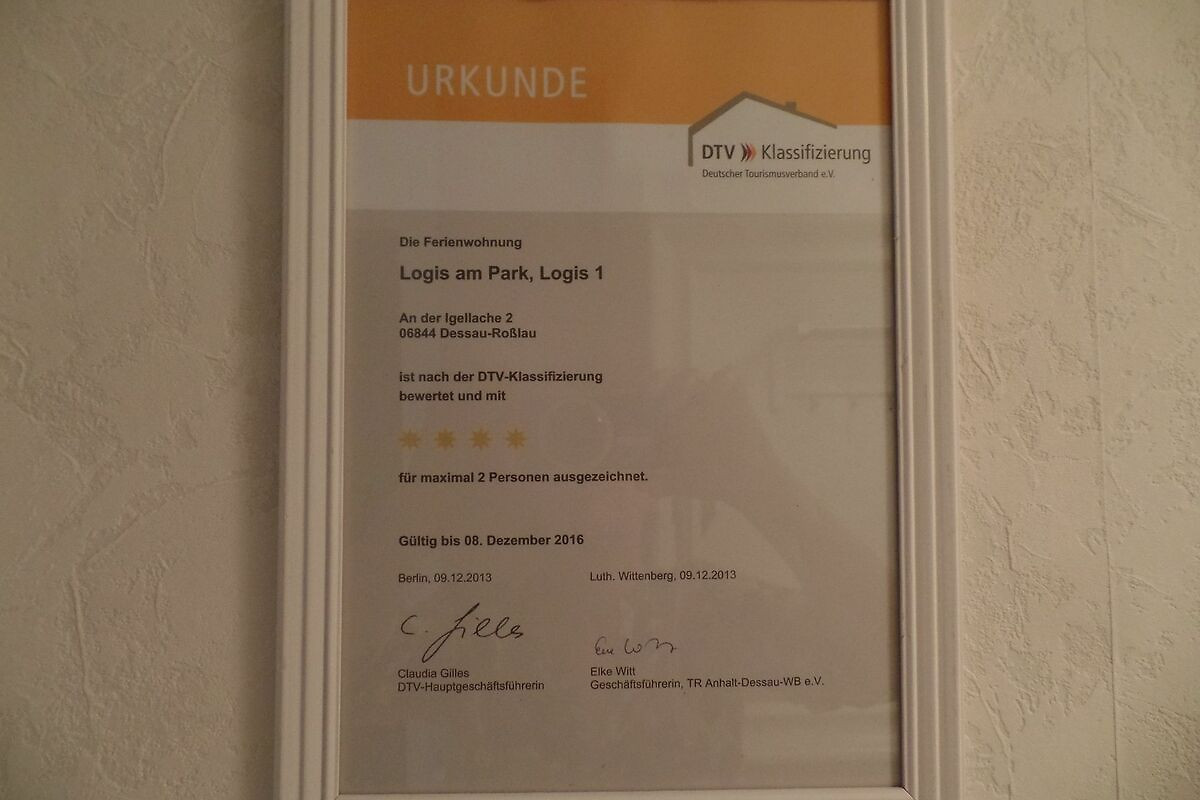 URKUNDE
DTV Klassifizierung
Deutscher Tourismusverband e.V.
Die Ferienwohnung
Logis am Park, Logis 1
An der Igellache 2
06844 Dessau-Roßlau
ist nach der DTV-Klassifizierung
bewertet und mit
für maximal 2 Personen ausgezeichnet.
Gültig bis 08. Dezember 2016
Berlin, 09.12.2013
Luth. Wittenberg, 09.12.2013
C. Gilles
Claudia Gilles
DTV-Hauptgeschäftsführerin
Elke Witt
Geschäftsführerin, TR Anhalt-Dessau-WB e.V.